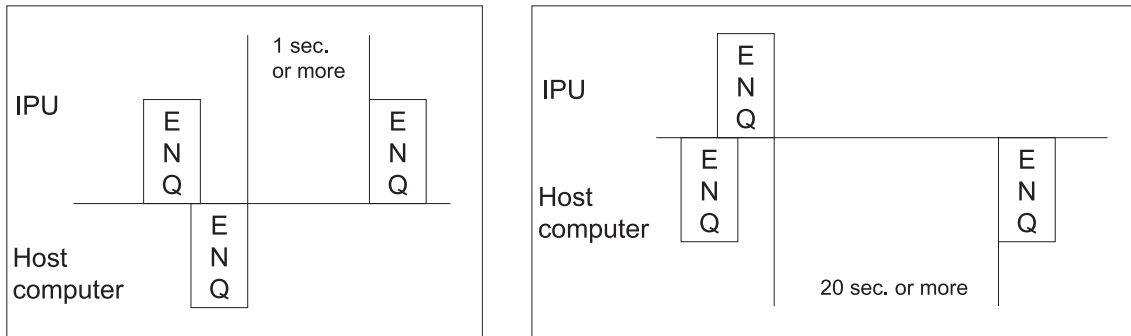 1 sec.
or more
IPU
E
N
Q
E
N
Q
E
N
Q
Host
computer
E
N
Q
IPU
E
N
Q
E
N
Q
Host
computer
20 sec. or more